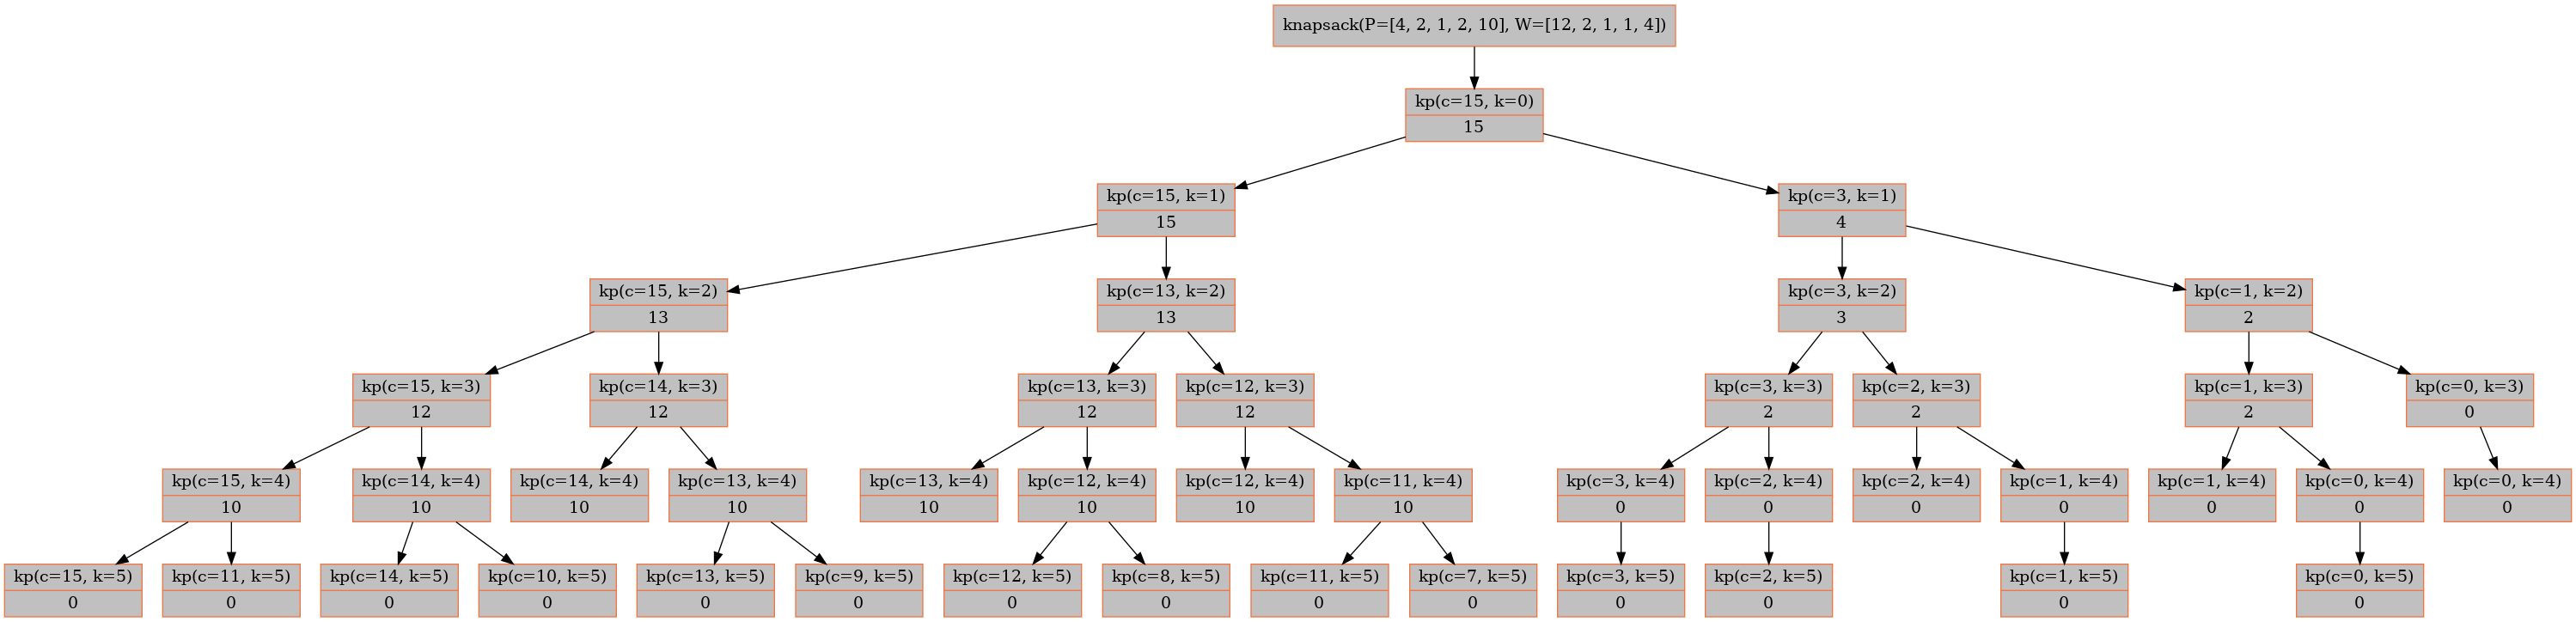 knapsack(P=[4, 2, 1, 2, 10], W=[12, 2, 1, 1, 4])
kp(c=15, k=0)
15
kp(c=15, k=1)
15
kp(c=3, k=1)
4
kp(c=15, k=2)
13
kp(c=13, k=2)
13
kp(c=3, k=2)
3
kp(c=1, k=2)
2
kp(c=15, k=3)
12
kp(c=14, k=3)
12
kp(c=13, k=3)
12
kp(c=12, k=3)
12
kp(c=3, k=3)
2
kp(c=2, k=3)
2
kp(c=1, k=3)
2
kp(c=0, k=3)
0
kp(c=15, k=4)
10
kp(c=14, k=4)
10
kp(c=14, k=4)
10
kp(c=13, k=4)
10
kp(c=13, k=4)
10
kp(c=12, k=4)
10
kp(c=12, k=4)
10
kp(c=11, k=4)
10
kp(c=3, k=4)
0
kp(c=2, k=4)
0
kp(c=2, k=4)
0
kp(c=1, k=4)
0
kp(c=1, k=4)
0
kp(c=0, k=4)
0
kp(c=0, k=4)
0
kp(c=15, k=5)
0
kp(c=11, k=5)
0
kp(c=14, k=5)
0
kp(c=10, k=5)
0
kp(c=13, k=5)
0
kp(c=9, k=5)
0
kp(c=12, k=5)
0
kp(c=8, k=5)
0
kp(c=11, k=5)
0
kp(c=7, k=5)
0
kp(c=3, k=5)
0
kp(c=2, k=5)
0
kp(c=1, k=5)
0
kp(c=0, k=5)
0